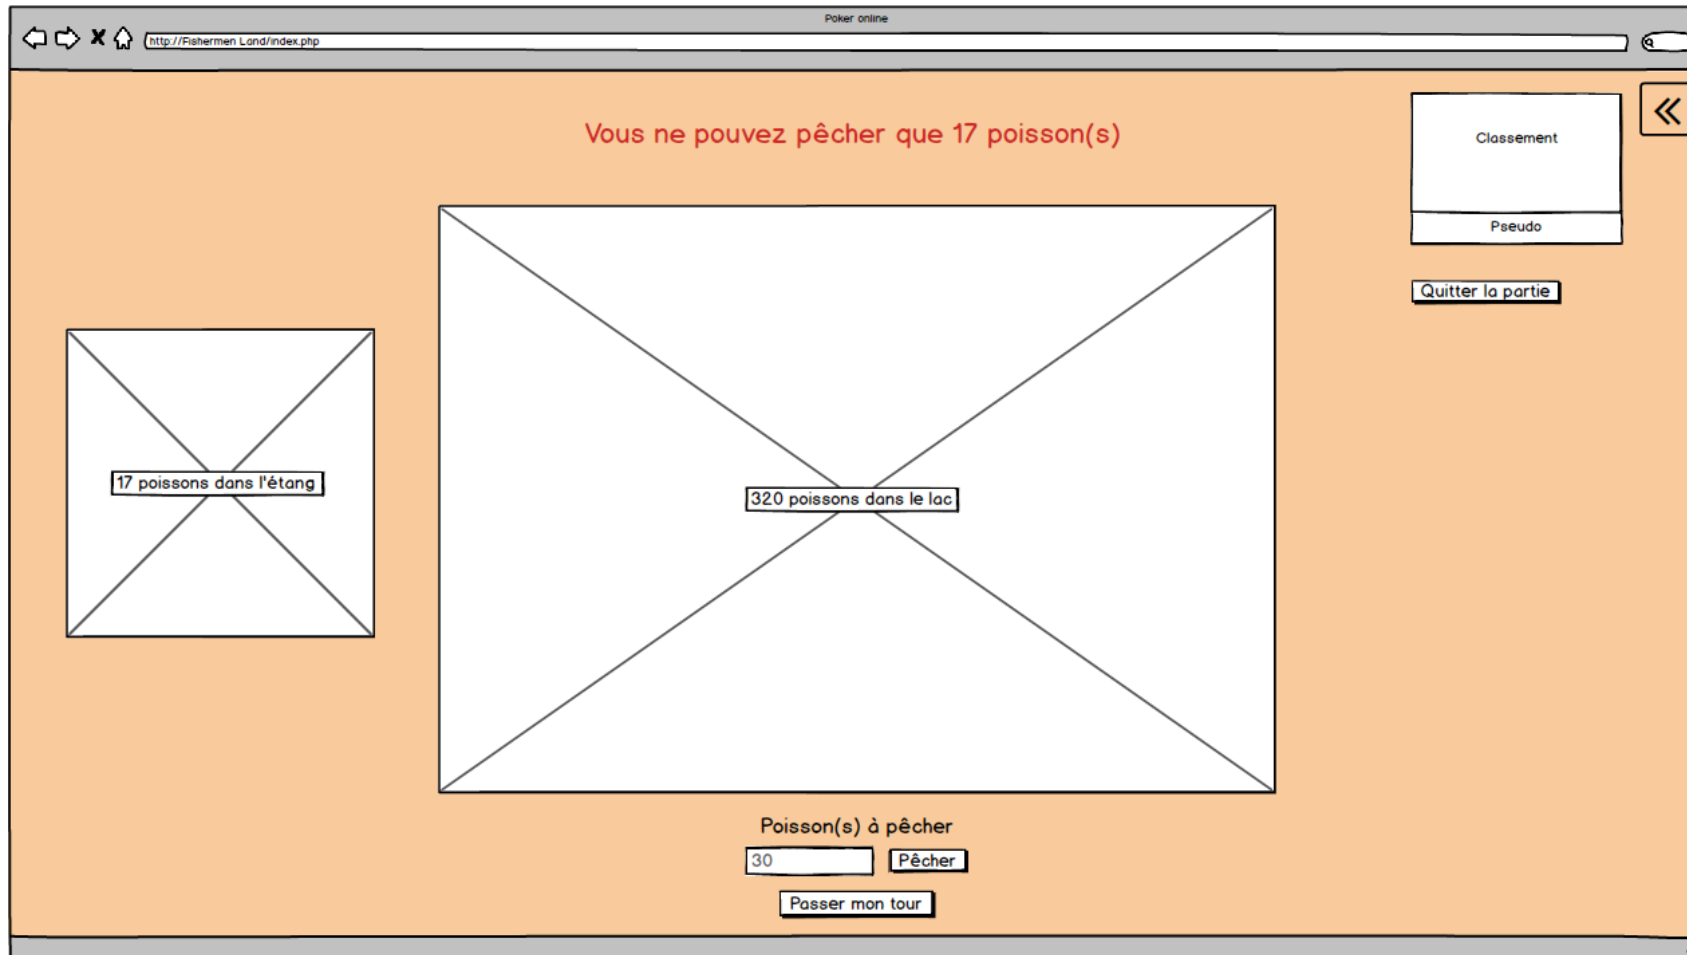 Poker online
http://Fishermen Land/index.php
Vous ne pouvez pêcher que 17 poisson(s)
Classement
Pseudo
Quitter la partie
17 poissons dans l'étang
320 poissons dans le lac
Poisson(s) à pêcher
30
Pêcher
Passer mon tour